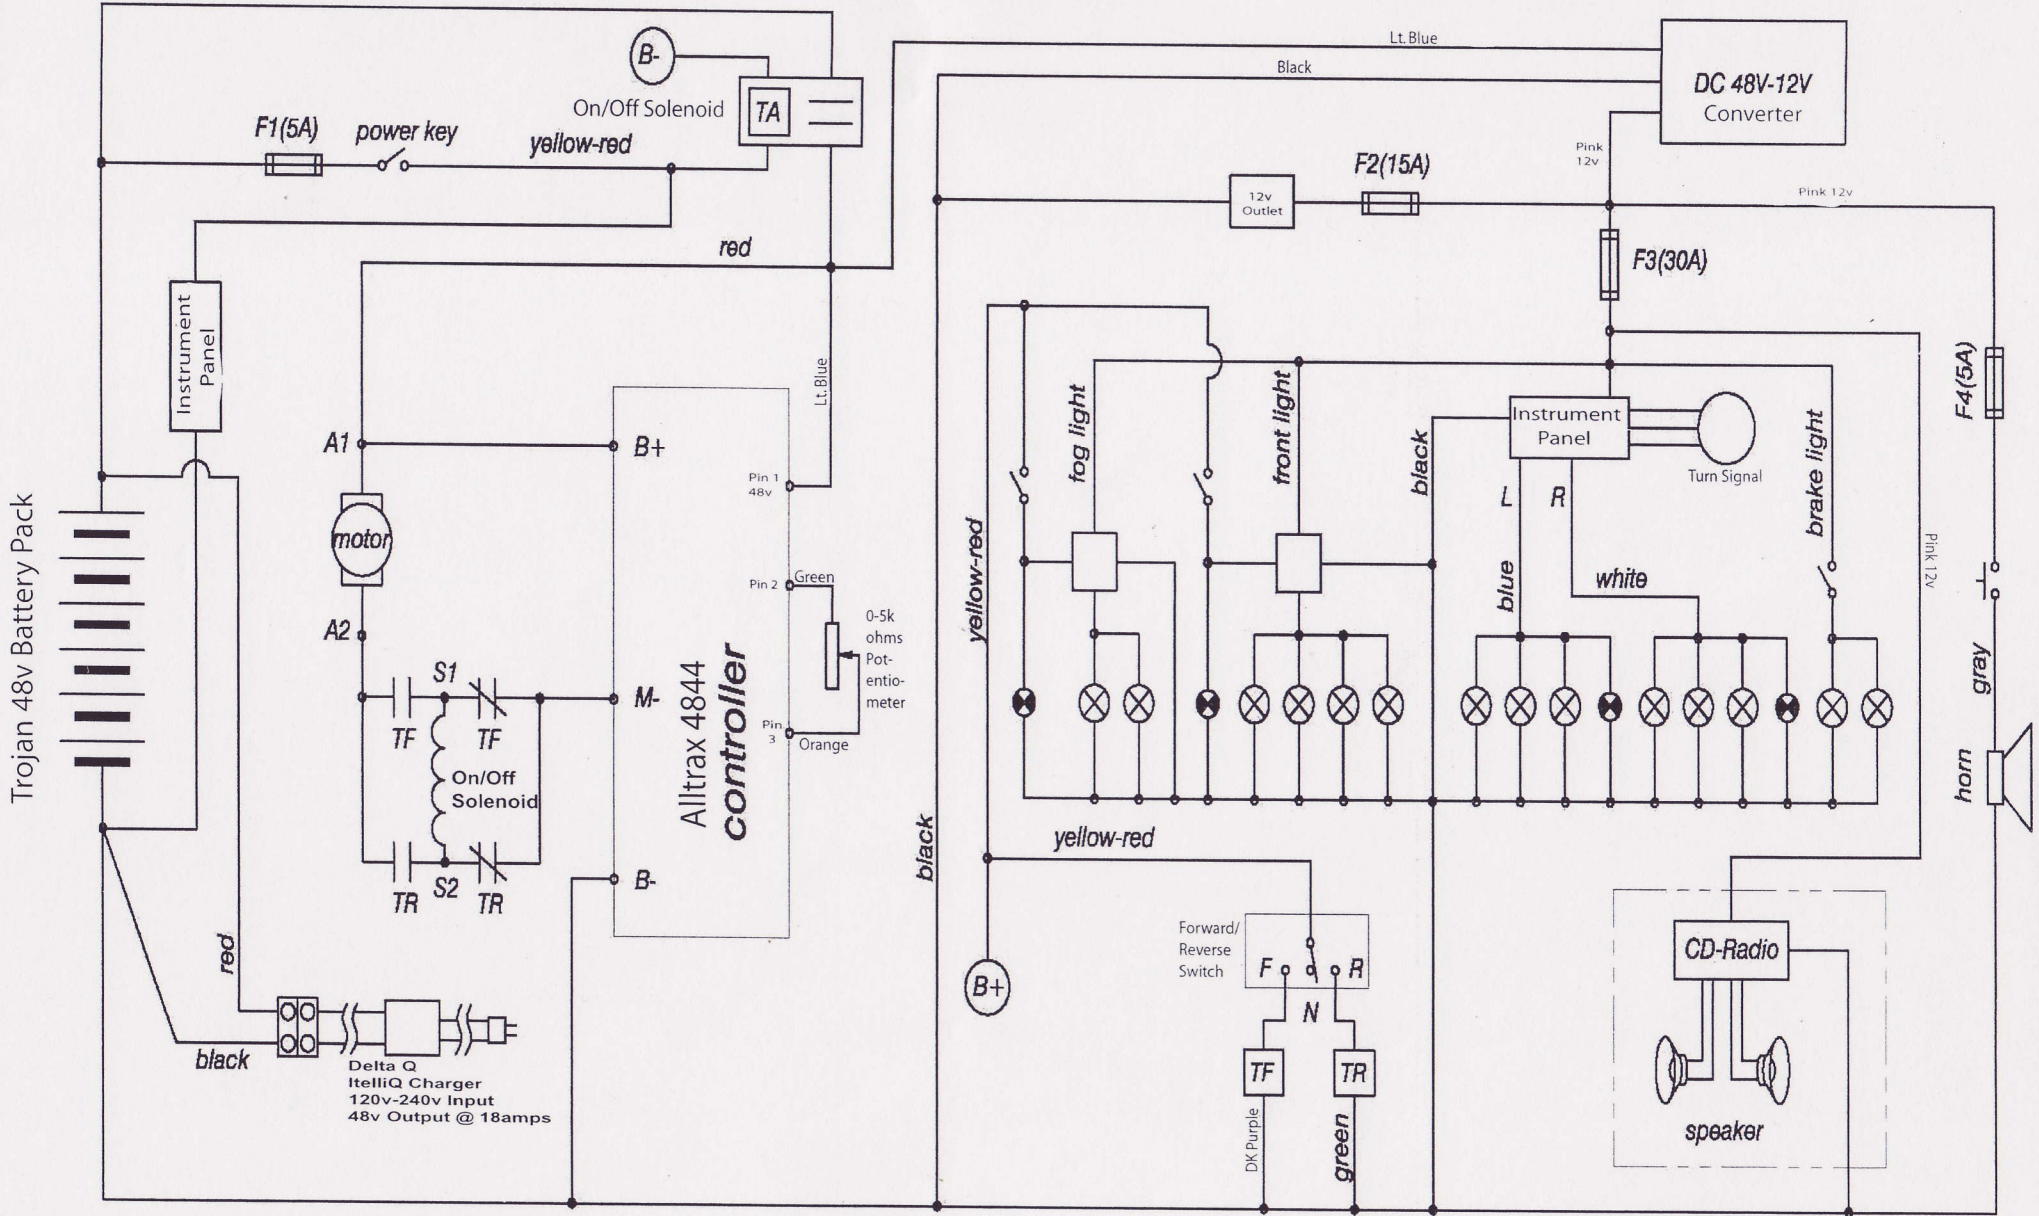 Lt. Blue
Black
DC 48V-12V
Converter
B-
On/Off Solenoid
TA
F1(5A)
power key
yellow-red
Pink
12v
F2(15A)
12v
Outlet
Pink 12v
red
F3(30A)
Instrument
Panel
Lt. Blue
F4(5A)
A1
B+
fog light
front light
black
Instrument
Panel
Turn Signal
brake light
L
R
Pin 1
48v
Trojan 48v Battery Pack
motor
yellow-red
Pink 12v
Pin 2
Green
blue
white
0-5k
ohms
Pot-
entio-
meter
A2
S1
M-
TF
TF
Pin
3
Orange
Alltrax 4844
controller
On/Off
Solenoid
gray
horn
black
yellow-red
S2
TR
TR
B-
Forward/
Reverse
Switch
F
R
N
B+
CD-Radio
red
black
Delta Q
ItelliQ Charger
120v-240v Input
48v Output @ 18amps
TF
TR
DK Purple
green
speaker